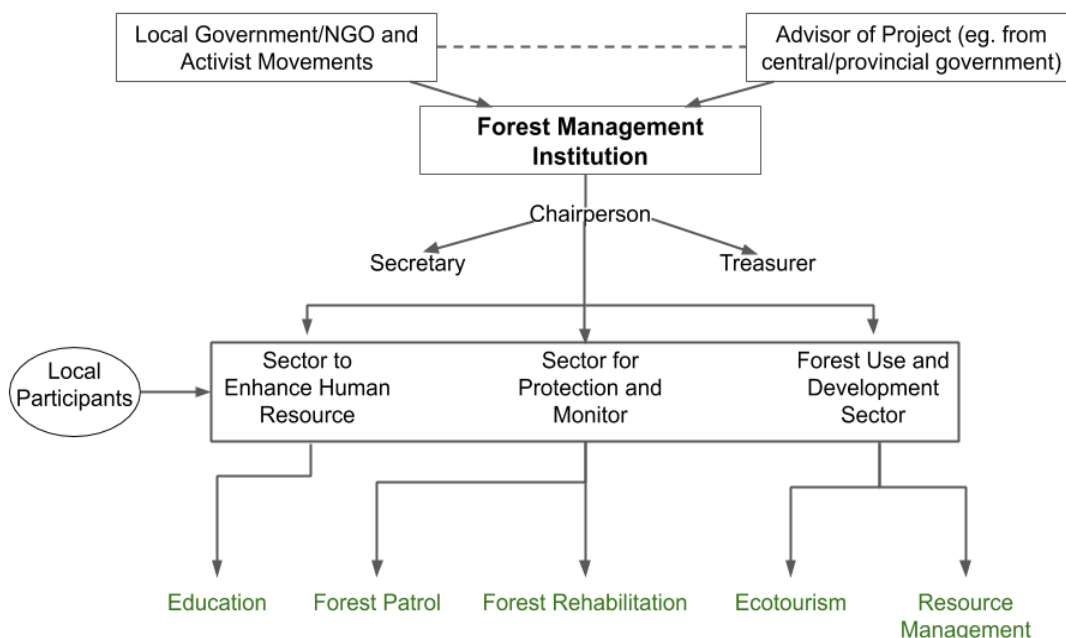 Local Government/NGO and
Activist Movements
Advisor of Project (eg. from
central/provincial government)
Forest Management
Institution
Chairperson
Secretary
Treasurer
Local
Participants
Sector to
Enhance Human
Resource
Sector for
Protection and
Monitor
Forest Use and
Development
Sector
Education
Forest Patrol
Forest Rehabilitation
Ecotourism
Resource
Management